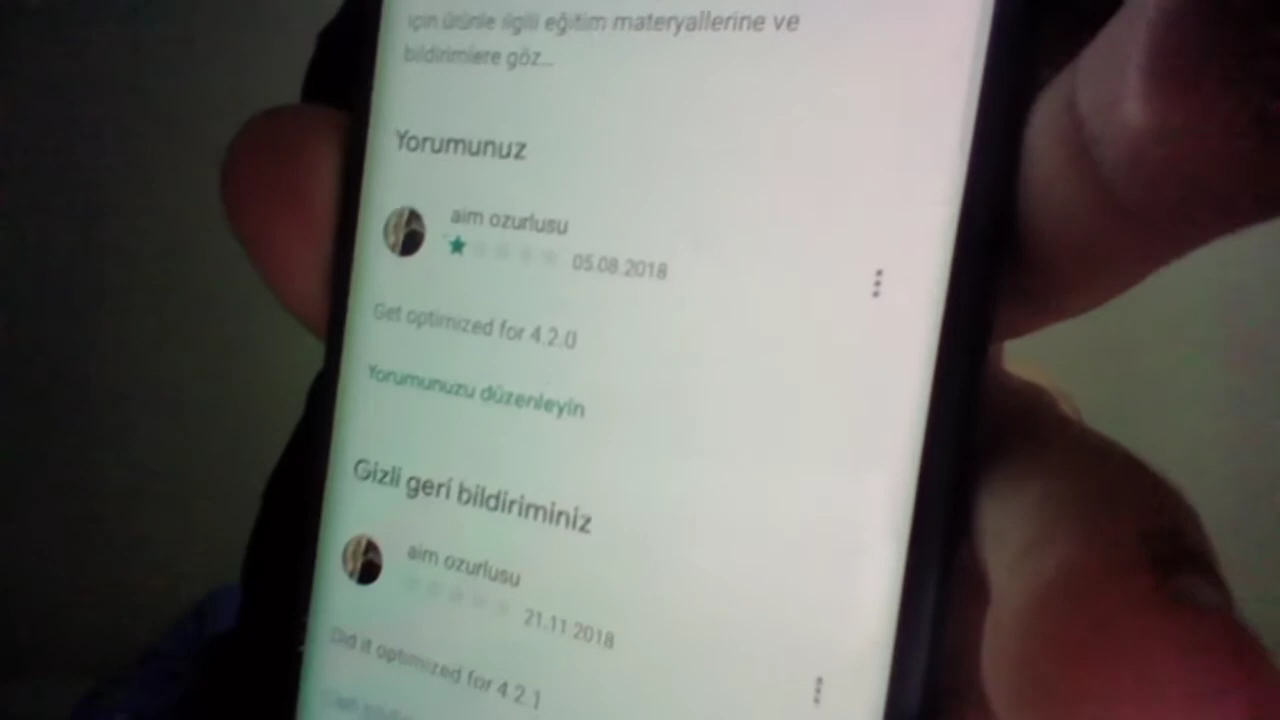 için ürünle ilgili eğitim materyallerine ve
bildirimlere göz...
Yorumunuz
aim ozurlusu
05.08.2018
Get optimized for 4.2.0
Yorumunuzu düzenleyin
Gizli geri bildiriminiz
aim ozurlusu
21.11.2018
Did it optimized for 4.2.1